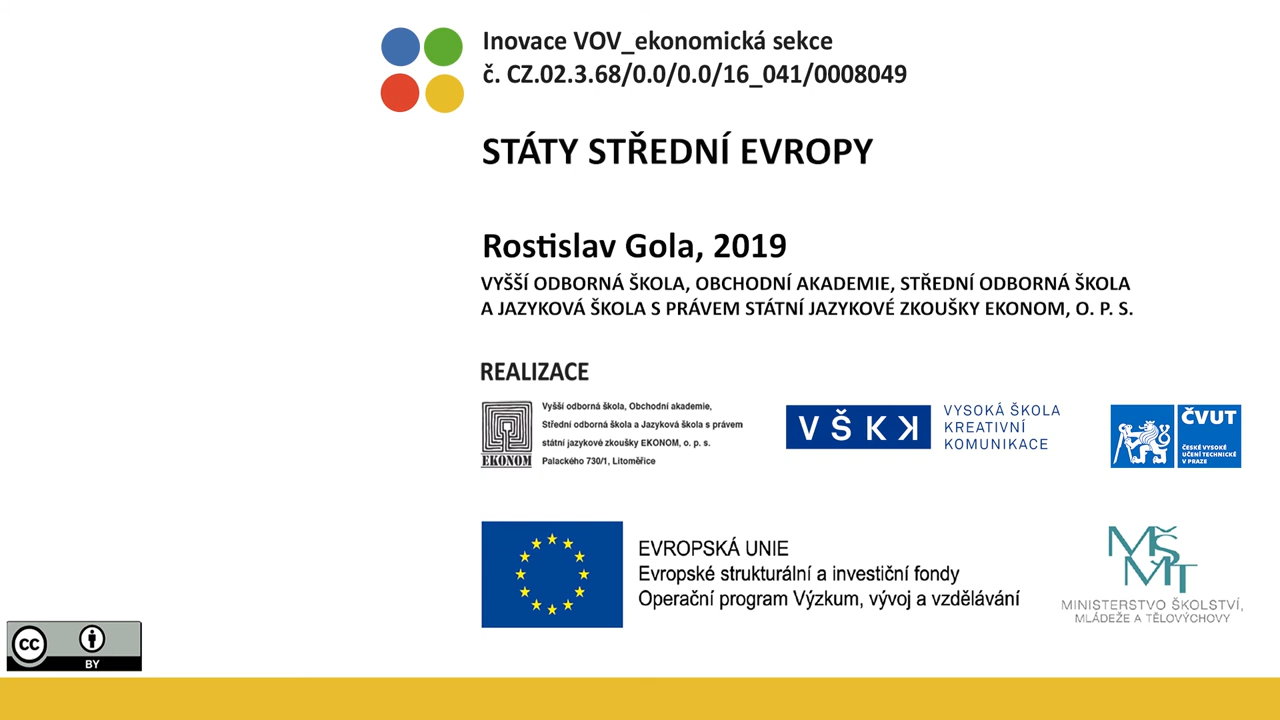 Inovace VOV_ekonomická sekce
č. CZ.02.3.68/0.0/0.0/16_041/0008049
STÁTY STŘEDNÍ EVROPY
Rostislav Gola, 2019
VYŠŠÍ ODBORNÁ ŠKOLA, OBCHODNÍ AKADEMIE, STŘEDNÍ ODBORNÁ ŠKOLA
A JAZYKOVÁ ŠKOLA S PRÁVEM STÁTNÍ JAZYKOVÉ ZKOUŠKY EKONOM, O. P. S.
REALIZACE
EKONOM
Vyšší odborná škola, Obchodní akademie,
Střední odborná škola a Jazyková škola s právem
státní jazykové zkoušky EKONOM, o. p. s.
Palackého 730/1, Litoměřice
VŠKK
VYSOKÁ ŠKOLA
KREATIVNÍ
KOMUNIKACE
ČVUT
ČESKÉ VYSOKÉ
UČENÍ TECHNICKÉ
V PRAZE
EVROPSKÁ UNIE
Evropské strukturální a investiční fondy
Operační program Výzkum, vývoj a vzdělávání
MŠ
MT
MINISTERSTVO ŠKOLSTVÍ,
MLÁDEŽE A TĚLOVÝCHOVY
cc
BY